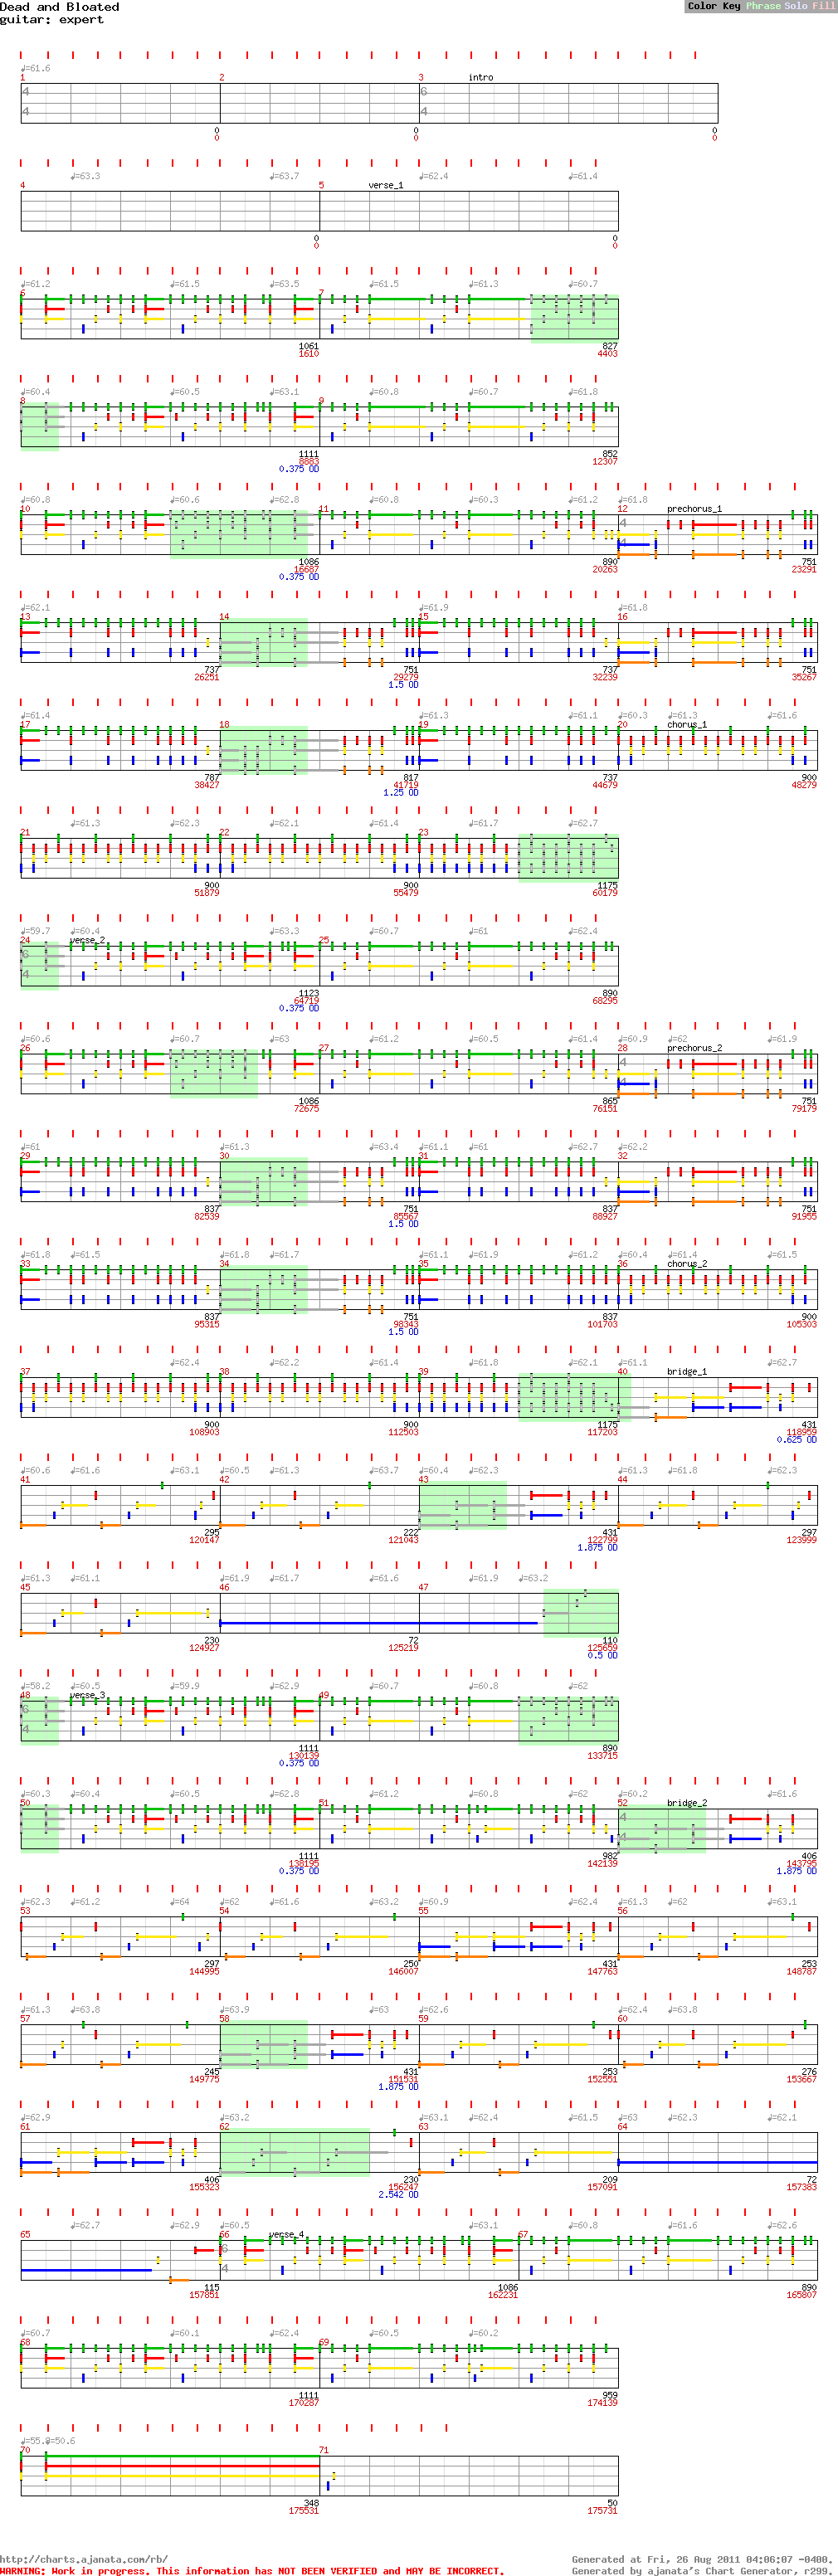 Dead and Bloated
Color Key Phrase Solo Fill
guitar: expert
♩=61.6
1 2 3 intro
4 6
4 4
0 0 0
0 0 0
♩=63.3 ♩=63.7 ♩=62.4 ♩=61.4
4 5 verse_1
0 0
0 0
♩=61.2 ♩=61.5 ♩=63.5 ♩=61.5 ♩=61.3 ♩=60.7
6 7
1061 827
1610 4403
♩=60.4 ♩=60.5 ♩=63.1 ♩=60.8 ♩=60.7 ♩=61.8
8 9
1111 852
8883 12307
0.375 OD
♩=60.8 ♩=60.6 ♩=62.8 ♩=60.8 ♩=60.3 ♩=61.2 ♩=61.8
10 11 12 prechorus_1
4
4
1086 890 751
16687 20263 23291
0.375 OD
♩=62.1 ♩=61.9 ♩=61.8
13 14 15 16
737 751 737 751
26251 29279 32239 35267
1.5 OD
♩=61.4 ♩=61.3 ♩=61.1 ♩=60.3 ♩=61.3 ♩=61.6
17 18 19 20 chorus_1
787 817 737 900
38427 41719 44679 48279
1.25 OD
♩=61.3 ♩=62.3 ♩=62.1 ♩=61.4 ♩=61.7 ♩=62.7
21 22 23
900 900 1175
51879 55479 60179
♩=59.7 ♩=60.4 ♩=63.3 ♩=60.7 ♩=61 ♩=62.4
24 verse_2 25
6
4
1123 890
64719 68295
0.375 OD
♩=60.6 ♩=60.7 ♩=63 ♩=61.2 ♩=60.5 ♩=61.4 ♩=60.9 ♩=62 ♩=61.9
26 27 28 prechorus_2
4
4
1086 865 751
72675 76151 79179
♩=61 ♩=61.3 ♩=63.4 ♩=61.1 ♩=61 ♩=62.7 ♩=62.2
29 30 31 32
837 751 837 751
82539 85567 88927 91955
1.5 OD
♩=61.8 ♩=61.5 ♩=61.8 ♩=61.7 ♩=61.1 ♩=61.9 ♩=61.2 ♩=60.4 ♩=61.4 ♩=61.5
33 34 35 36 chorus_2
837 751 837 900
95315 98343 101703 105303
1.5 OD
♩=62.4 ♩=62.2 ♩=61.4 ♩=61.8 ♩=62.1 ♩=61.1 ♩=62.7
37 38 39 40 bridge_1
900 900 1175 431
108903 112503 117203 118959
0.625 OD
♩=60.6 ♩=61.6 ♩=63.1 ♩=60.5 ♩=61.3 ♩=63.7 ♩=60.4 ♩=62.3 ♩=61.3 ♩=61.8 ♩=62.3
41 42 43 44
295 222 431 297
120147 121043 122799 123999
1.875 OD
♩=61.3 ♩=61.1 ♩=61.9 ♩=61.7 ♩=61.6 ♩=61.9 ♩=63.2
45 46 47
230 72 110
124927 125219 125659
0.5 OD
♩=58.2 ♩=60.5 ♩=59.9 ♩=62.9 ♩=60.7 ♩=60.8 ♩=62
48 verse_3 49
6
4
1111 890
130139 133715
0.375 OD
♩=60.3 ♩=60.4 ♩=60.5 ♩=62.8 ♩=61.2 ♩=60.8 ♩=62 ♩=60.2 ♩=61.6
50 51 52 bridge_2
4
4
1111 982 406
138195 142139 143795
0.375 OD 1.875 OD
♩=62.3 ♩=61.2 ♩=64 ♩=62 ♩=61.6 ♩=63.2 ♩=60.9 ♩=62.4 ♩=61.3 ♩=62 ♩=63.1
53 54 55 56
297 250 431 253
144995 146007 147763 148787
♩=61.3 ♩=63.8 ♩=63.9 ♩=63 ♩=62.6 ♩=62.4 ♩=63.8
57 58 59 60
245 431 253 276
149775 151531 152551 153667
1.875 OD
♩=62.9 ♩=63.2 ♩=63.1 ♩=62.4 ♩=61.5 ♩=63 ♩=62.3 ♩=62.1
61 62 63 64
406 230 209 72
155323 156247 157091 157383
2.542 OD
♩=62.7 ♩=62.9 ♩=60.5 ♩=63.1 ♩=60.8 ♩=61.6 ♩=62.6
65 66 verse_4 67
6
4
115 1086 890
157851 162231 165807
♩=60.7 ♩=60.1 ♩=62.4 ♩=60.5 ♩=60.2
68 69
1111 959
170287 174139
♩=50.6
70 71
348 50
175531 175731
http://charts.ajanata.com/rb/
Generated at Fri, 26 Aug 2011 04:06:07 -0400.
WARNING: Work in progress. This information has NOT BEEN VERIFIED and MAY BE INCORRECT.
Generated by ajanata's Chart Generator, r299.